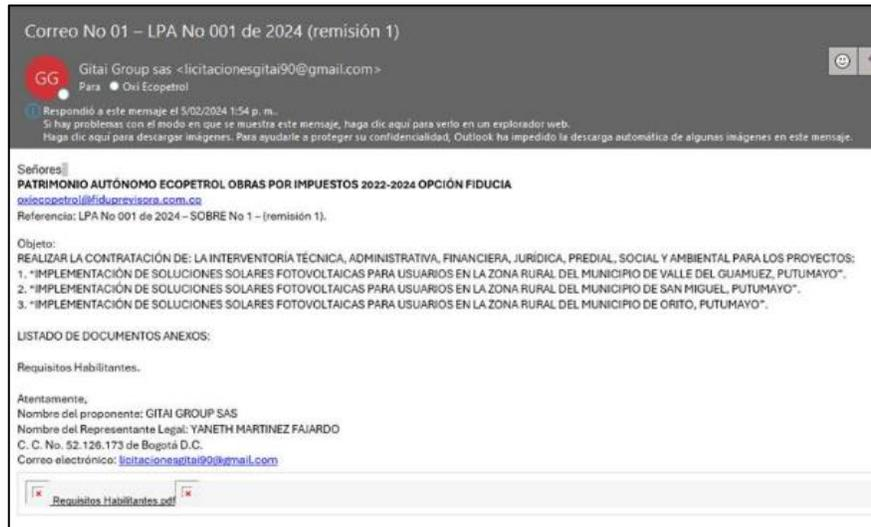 Correo No 01 – LPA No 001 de 2024 (remisión 1)
GG
Gitai Group sas <licitacionesgitai90@gmail.com>
Para Oxi Ecopetrol
Respondió a este mensaje el 5/02/2024 1:54 p. m..
Si hay problemas con el modo en que se muestra este mensaje, haga clic aquí para verlo en un explorador web.
Haga clic aquí para descargar imágenes. Para ayudarle a proteger su confidencialidad, Outlook ha impedido la descarga automática de algunas imágenes en este mensaje.
Señores
PATRIMONIO AUTÓNOMO ECOPETROL OBRAS POR IMPUESTOS 2022-2024 OPCIÓN FIDUCIA
oxiecopetrol@fiduprevisora.com.co
Referencia: LPA No 001 de 2024 – SOBRE No 1 – (remisión 1).
Objeto:
REALIZAR LA CONTRATACIÓN DE: LA INTERVENTORÍA TÉCNICA, ADMINISTRATIVA, FINANCIERA, JURÍDICA, PREDIAL, SOCIAL Y AMBIENTAL PARA LOS PROYECTOS:
1. “IMPLEMENTACIÓN DE SOLUCIONES SOLARES FOTOVOLTAICAS PARA USUARIOS EN LA ZONA RURAL DEL MUNICIPIO DE VALLE DEL GUAMUEZ, PUTUMAYO”.
2. “IMPLEMENTACIÓN DE SOLUCIONES SOLARES FOTOVOLTAICAS PARA USUARIOS EN LA ZONA RURAL DEL MUNICIPIO DE SAN MIGUEL, PUTUMAYO”.
3. “IMPLEMENTACIÓN DE SOLUCIONES SOLARES FOTOVOLTAICAS PARA USUARIOS EN LA ZONA RURAL DEL MUNICIPIO DE ORITO, PUTUMAYO”.
LISTADO DE DOCUMENTOS ANEXOS:
Requisitos Habilitantes.
Atentamente,
Nombre del proponente: GITAI GROUP SAS
Nombre del Representante Legal: YANETH MARTINEZ FAJARDO
C. C. No. 52.126.173 de Bogotá D.C.
Correo electrónico: licitacionesgitai90@gmail.com
Requisitos Habilitantes.pdf